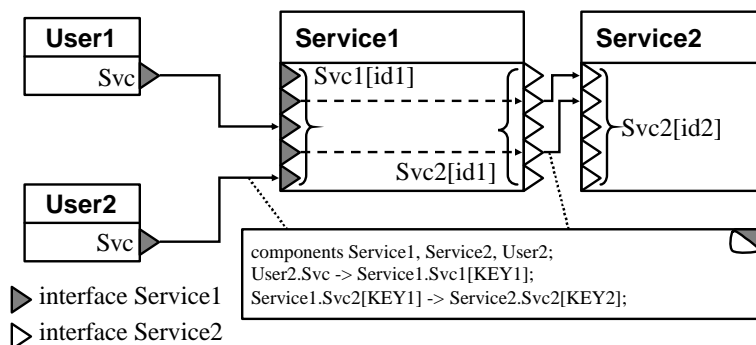 User1
Svc
Service1
Svc1[id1]
Svc2[id1]
Service2
Svc2[id2]
User2
Svc
components Service1, Service2, User2;
User2.Svc -> Service1.Svc1[KEY1];
Service1.Svc2[KEY1] -> Service2.Svc2[KEY2];
interface Service1
interface Service2